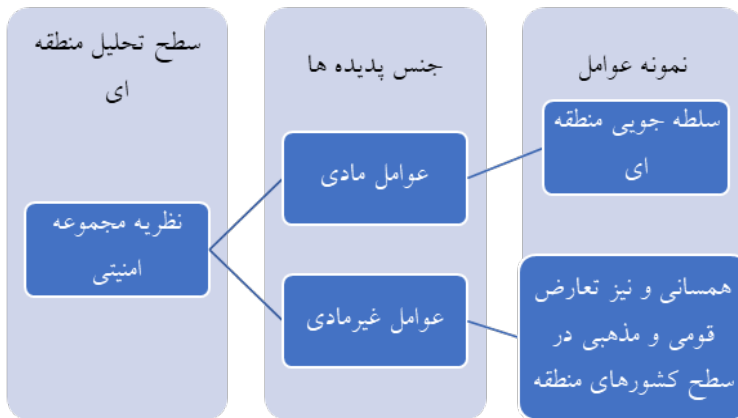 نمونه عوامل
سلطه جویی منطقه
ای
همسانی و نیز تعارض
قومی و مذهبی در
سطح کشورهای منطقه
جنس پدیده ها
عوامل مادی
عوامل غیرمادی
سطح تحلیل منطقه
ای
نظریه مجموعه
امنیتی